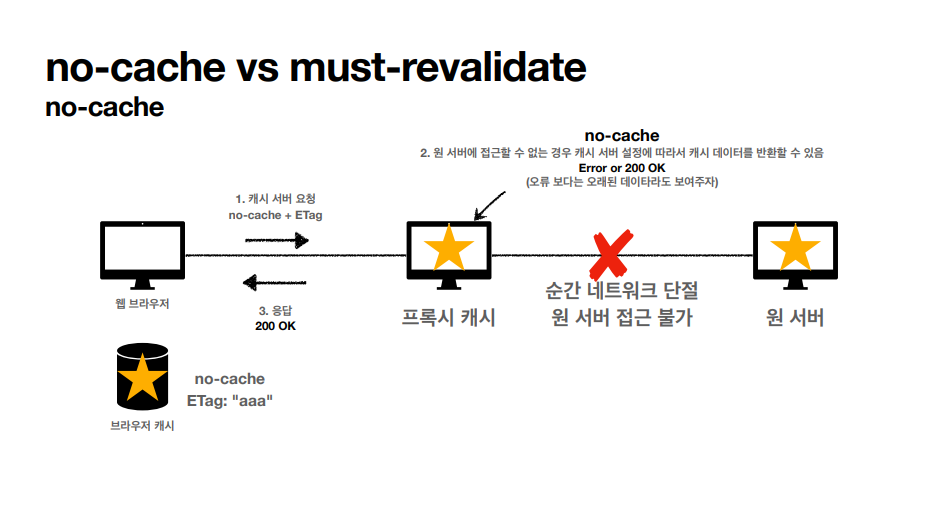 no-cache vs must-revalidate
no-cache
no-cache
2. 원 서버에 접근할 수 없는 경우 캐시 서버 설정에 따라서 캐시 데이터를 반환할 수 있음
Error or 200 OK
(오류 보다는 오래된 데이타라도 보여주자)
1. 캐시 서버 요청
no-cache + ETag
웹 브라우저
3. 응답
200 OK
프록시 캐시
순간 네트워크 단절
원 서버 접근 불가
원 서버
no-cache
ETag: "aaa"
브라우저 캐시